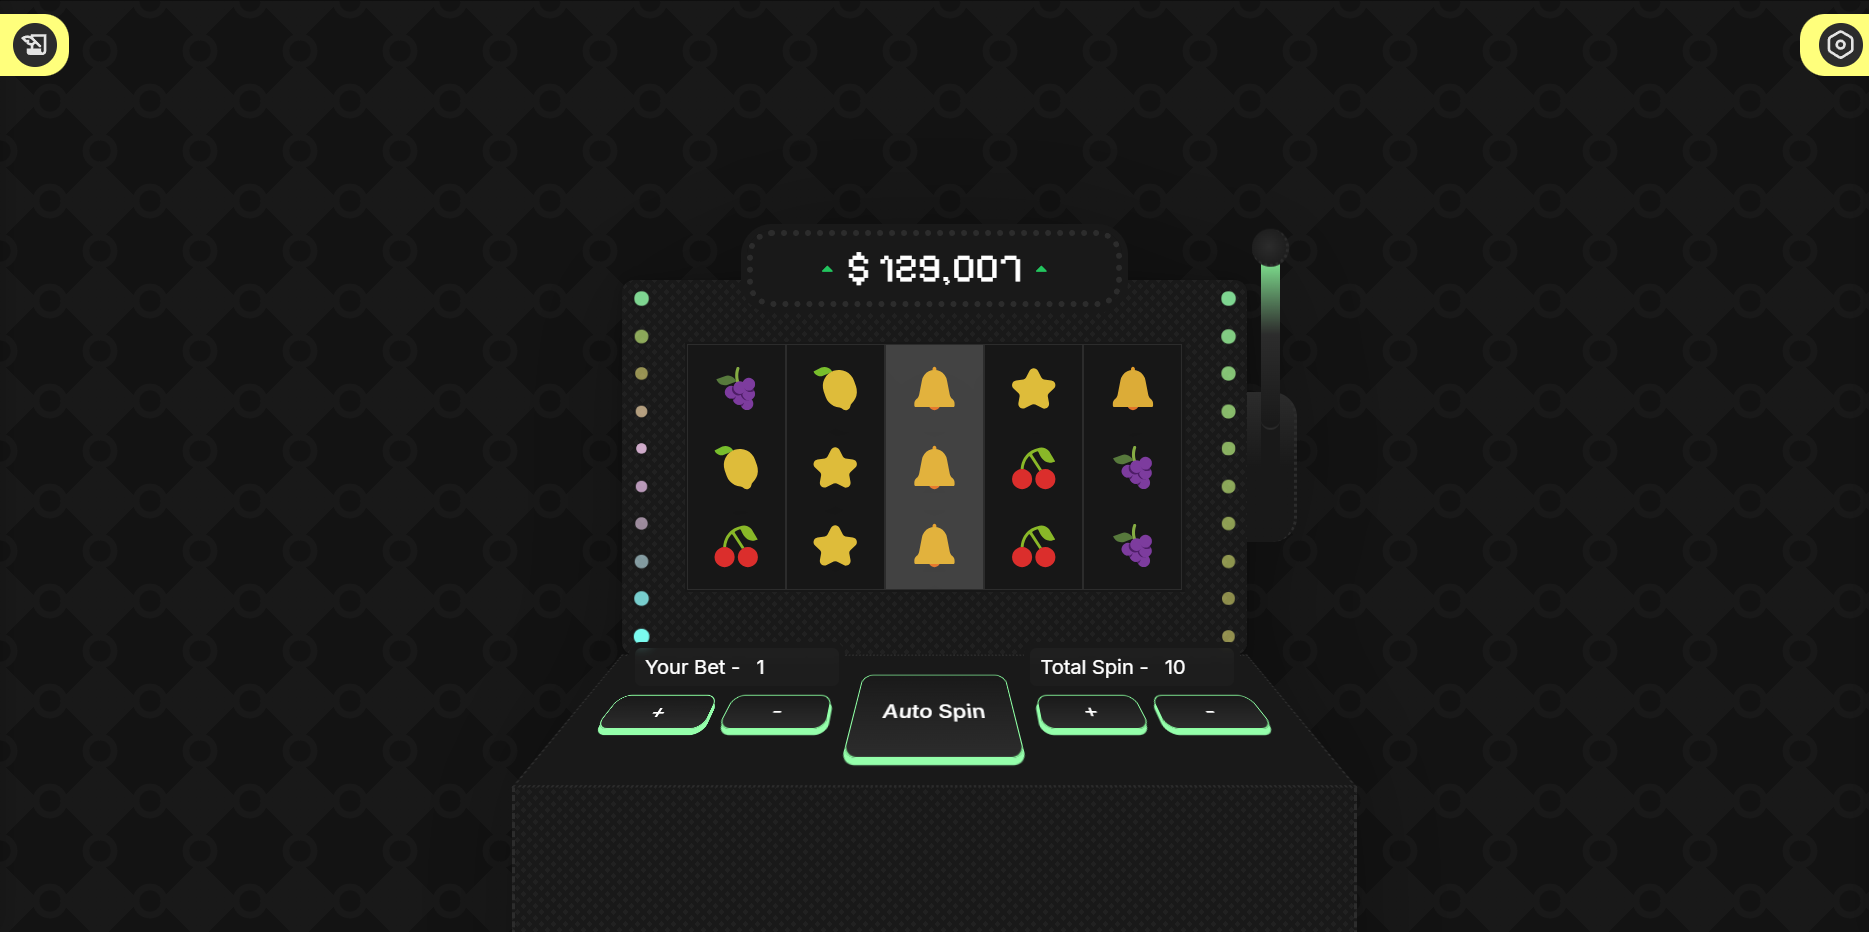 $ 129,007
Your Bet - 1
Total Spin - 10
+
-
Auto Spin
+
-